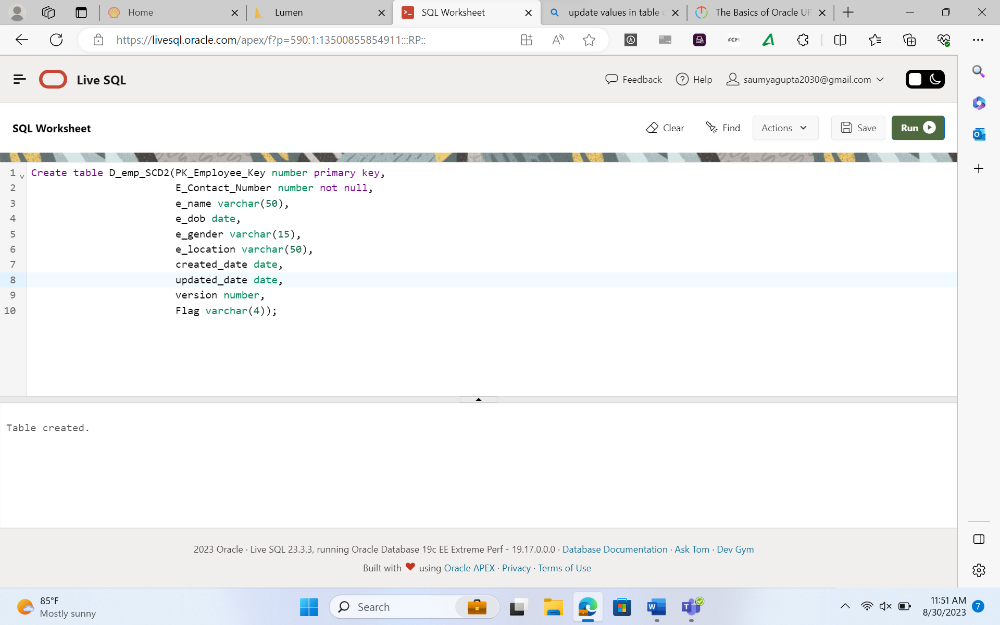 Home
Lumen
SQL Worksheet
update values in table
The Basics of Oracle UP
https://livesql.oracle.com/apex/f?p=590:1:13500855854911:::RP::
FCM
Live SQL
Feedback
Help
saumyagupta2030@gmail.com
SQL Worksheet
Clear
Find
Actions
Save
Run
1 Create table D_emp_SCD2(PK_Employee_Key number primary key,
2 E_Contact_Number number not null,
3 e_name varchar(50),
4 e_dob date,
5 e_gender varchar(15),
6 e_location varchar(50),
7 created_date date,
8 updated_date date,
9 version number,
10 Flag varchar(4));
Table created.
2023 Oracle · Live SQL 23.3.3, running Oracle Database 19c EE Extreme Perf - 19.17.0.0.0 · Database Documentation · Ask Tom · Dev Gym
Built with ❤ using Oracle APEX · Privacy · Terms of Use
85°F
Mostly sunny
Search
11:51 AM
8/30/2023
7